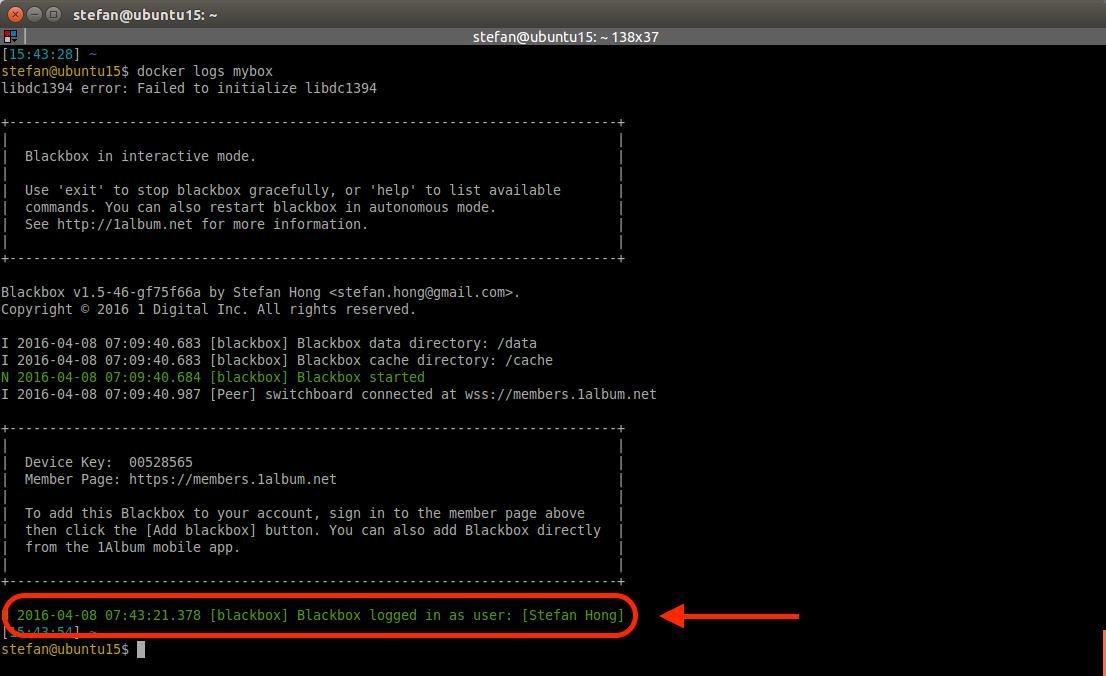 stefan@ubuntu15: ~
stefan@ubuntu15: ~ 138x37
[15:43:28] ~
stefan@ubuntu15$ docker logs mybox
libdc1394 error: Failed to initialize libdc1394
+----------------------------------------------------------------------------+
| |
| Blackbox in interactive mode. |
| |
| Use 'exit' to stop blackbox gracefully, or 'help' to list available |
| commands. You can also restart blackbox in autonomous mode. |
| See http://1album.net for more information. |
| |
+----------------------------------------------------------------------------+
Blackbox v1.5-46-gf75f66a by Stefan Hong <stefan.hong@gmail.com>.
Copyright © 2016 1 Digital Inc. All rights reserved.
I 2016-04-08 07:09:40.683 [blackbox] Blackbox data directory: /data
I 2016-04-08 07:09:40.683 [blackbox] Blackbox cache directory: /cache
N 2016-04-08 07:09:40.684 [blackbox] Blackbox started
I 2016-04-08 07:09:40.987 [Peer] switchboard connected at wss://members.1album.net
+----------------------------------------------------------------------------+
| |
| Device Key: 00528565 |
| Member Page: https://members.1album.net |
| |
| To add this Blackbox to your account, sign in to the member page above |
| then click the [Add blackbox] button. You can also add Blackbox directly |
| from the 1Album mobile app. |
| |
+----------------------------------------------------------------------------+
2016-04-08 07:43:21.378 [blackbox] Blackbox logged in as user: [Stefan Hong]
[15:43:54] ~
stefan@ubuntu15$